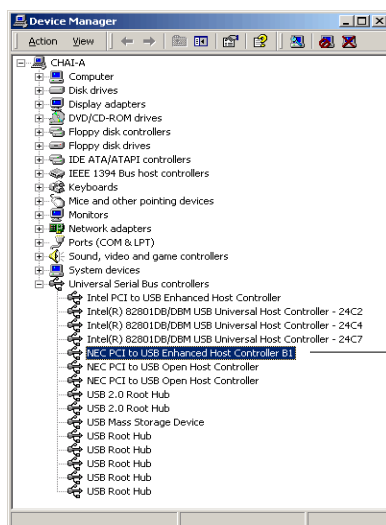 Device Manager
Action View
CHAI-A
Computer
Disk drives
Display adapters
DVD/CD-ROM drives
Floppy disk controllers
Floppy disk drives
IDE ATA/ATAPI controllers
IEEE 1394 Bus host controllers
Keyboards
Mice and other pointing devices
Monitors
Network adapters
Ports (COM & LPT)
Sound, video and game controllers
System devices
Universal Serial Bus controllers
Intel PCI to USB Enhanced Host Controller
Intel(R) 82801DB/DBM USB Universal Host Controller - 24C2
Intel(R) 82801DB/DBM USB Universal Host Controller - 24C4
Intel(R) 82801DB/DBM USB Universal Host Controller - 24C7
NEC PCI to USB Enhanced Host Controller B1
NEC PCI to USB Open Host Controller
NEC PCI to USB Open Host Controller
USB 2.0 Root Hub
USB 2.0 Root Hub
USB Mass Storage Device
USB Root Hub
USB Root Hub
USB Root Hub
USB Root Hub
USB Root Hub